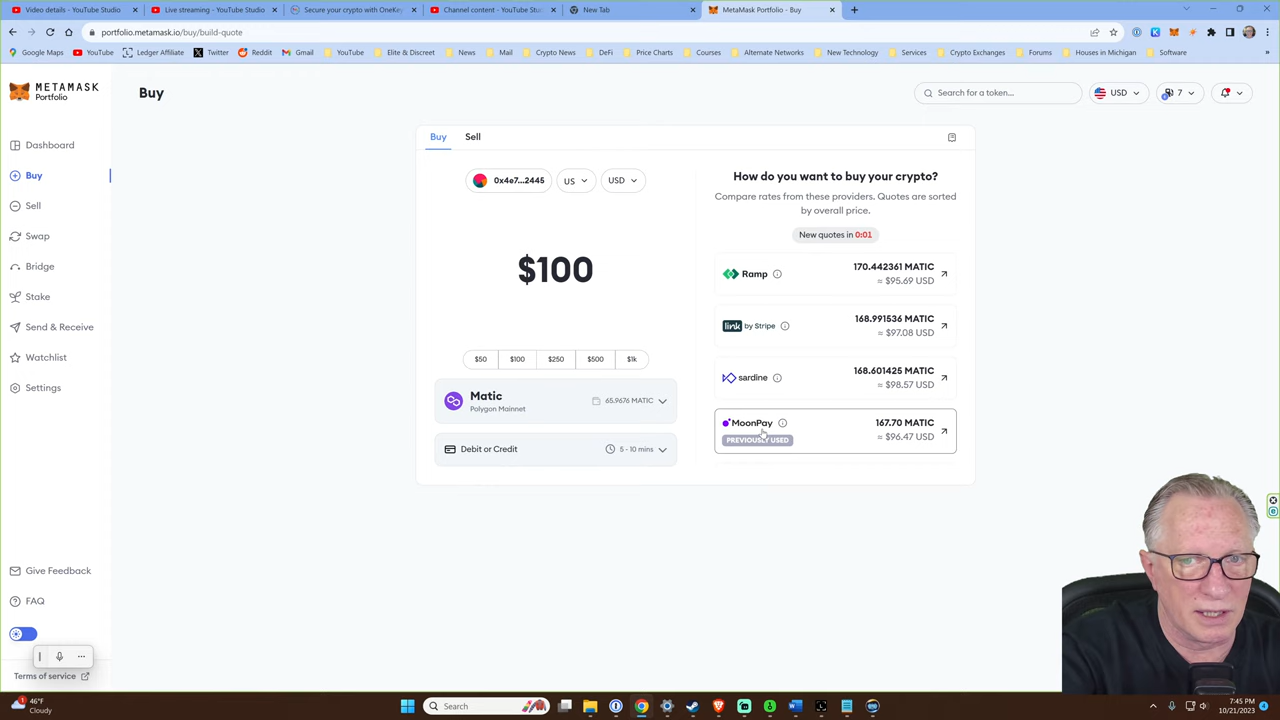 Video details - YouTube Studio
Live streaming - YouTube Studio
Secure your crypto with OneKey
Channel content - YouTube Studio
New Tab
MetaMask Portfolio - Buy
portfolio.metamask.io/buy/build-quote
Google Maps
YouTube
Ledger Affiliate
Twitter
Reddit
Gmail
YouTube
Elite & Discreet
News
Mail
Crypto News
DeFi
Price Charts
Courses
Alternate Networks
New Technology
Services
Crypto Exchanges
Forums
Houses in Michigan
Software
METAMASK
Portfolio
Buy
Search for a token...
USD
7
Dashboard
Buy
Sell
Swap
Bridge
Stake
Send & Receive
Watchlist
Settings
Give Feedback
FAQ
Terms of service
Buy
Sell
0x4e7...2445
US
USD
$100
$50
$100
$250
$500
$1k
Matic
Polygon Mainnet
65.9676 MATIC
Debit or Credit
5 - 10 mins
How do you want to buy your crypto?
Compare rates from these providers. Quotes are sorted
by overall price.
New quotes in 0:01
Ramp
170.442361 MATIC
≈ $95.69 USD
link by Stripe
168.991536 MATIC
≈ $97.08 USD
sardine
168.601425 MATIC
≈ $98.57 USD
MoonPay
PREVIOUSLY USED
167.70 MATIC
≈ $96.47 USD
1
46°F
Cloudy
Search
7:45 PM
10/21/2023